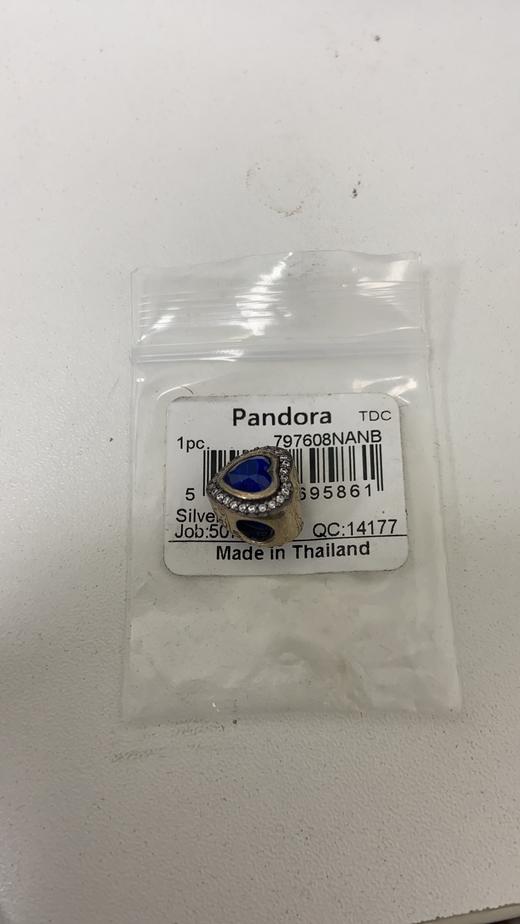 Pandora TDC
1pc. 797608NANB
5 695861
Silver
Job:50 QC:14177
Made in Thailand